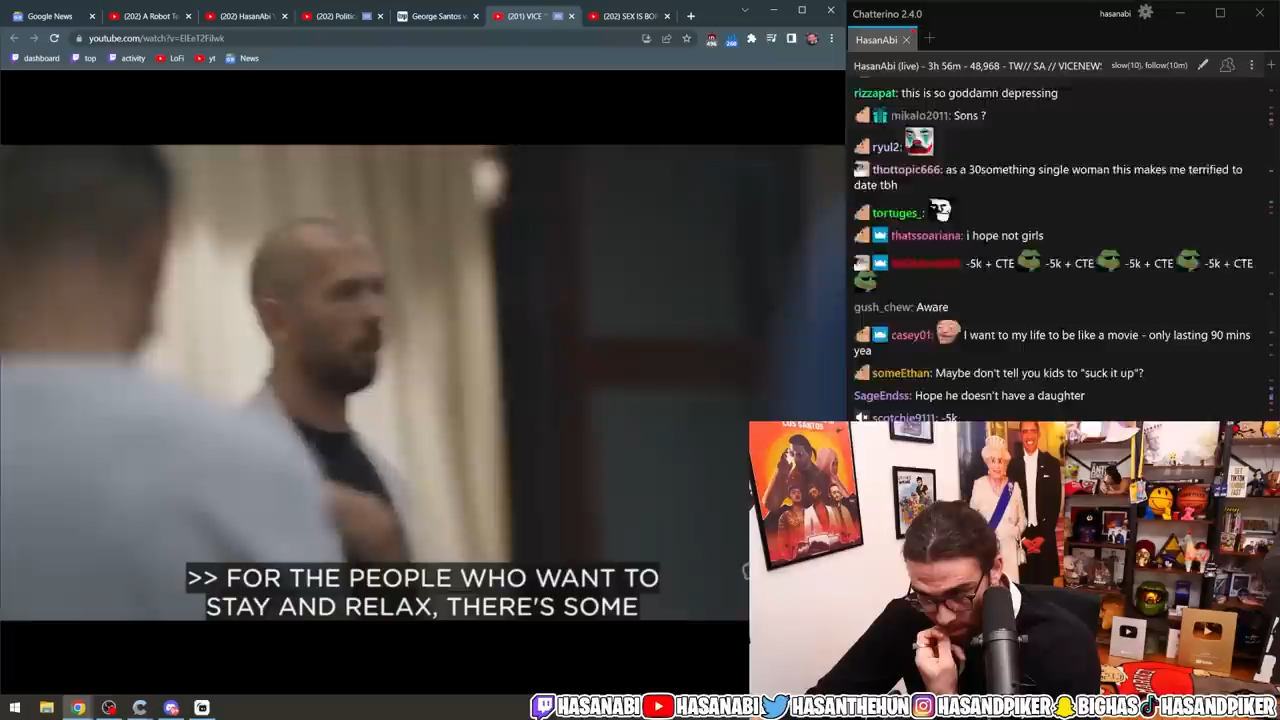 Google News
(202) A Robot T
(202) HasanAbi
(202) Politic
George Santos v
(201) VICE
(202) SEX IS BO
youtube.com/watch?v=ElEeT2Filwk
dashboard
top
activity
LoFi
yt
News
496
268
>> FOR THE PEOPLE WHO WANT TO
STAY AND RELAX, THERE'S SOME
Chatterino 2.4.0
hasanabi
HasanAbi
HasanAbi (live) - 3h 56m - 48,968 - TW// SA // VICENEWS
slow(10), follow(10m)
rizzapat: this is so goddamn depressing
mikalo2011: Sons ?
ryul2:
thottopic666: as a 30something single woman this makes me terrified to
date tbh
tortuges_:
thatssoariana: i hope not girls
-5k + CTE -5k + CTE -5k + CTE -5k + CTE
gush_chew: Aware
casey01: I want to my life to be like a movie - only lasting 90 mins
yea
someEthan: Maybe don't tell you kids to "suck it up"?
SageEndss: Hope he doesn't have a daughter
scotchie9111: -5k
LOS SANTOS
HASANABI
HASANABI
HASANTHEHUN
HASANDPIKER
BIGHAS
HASANDPIKER